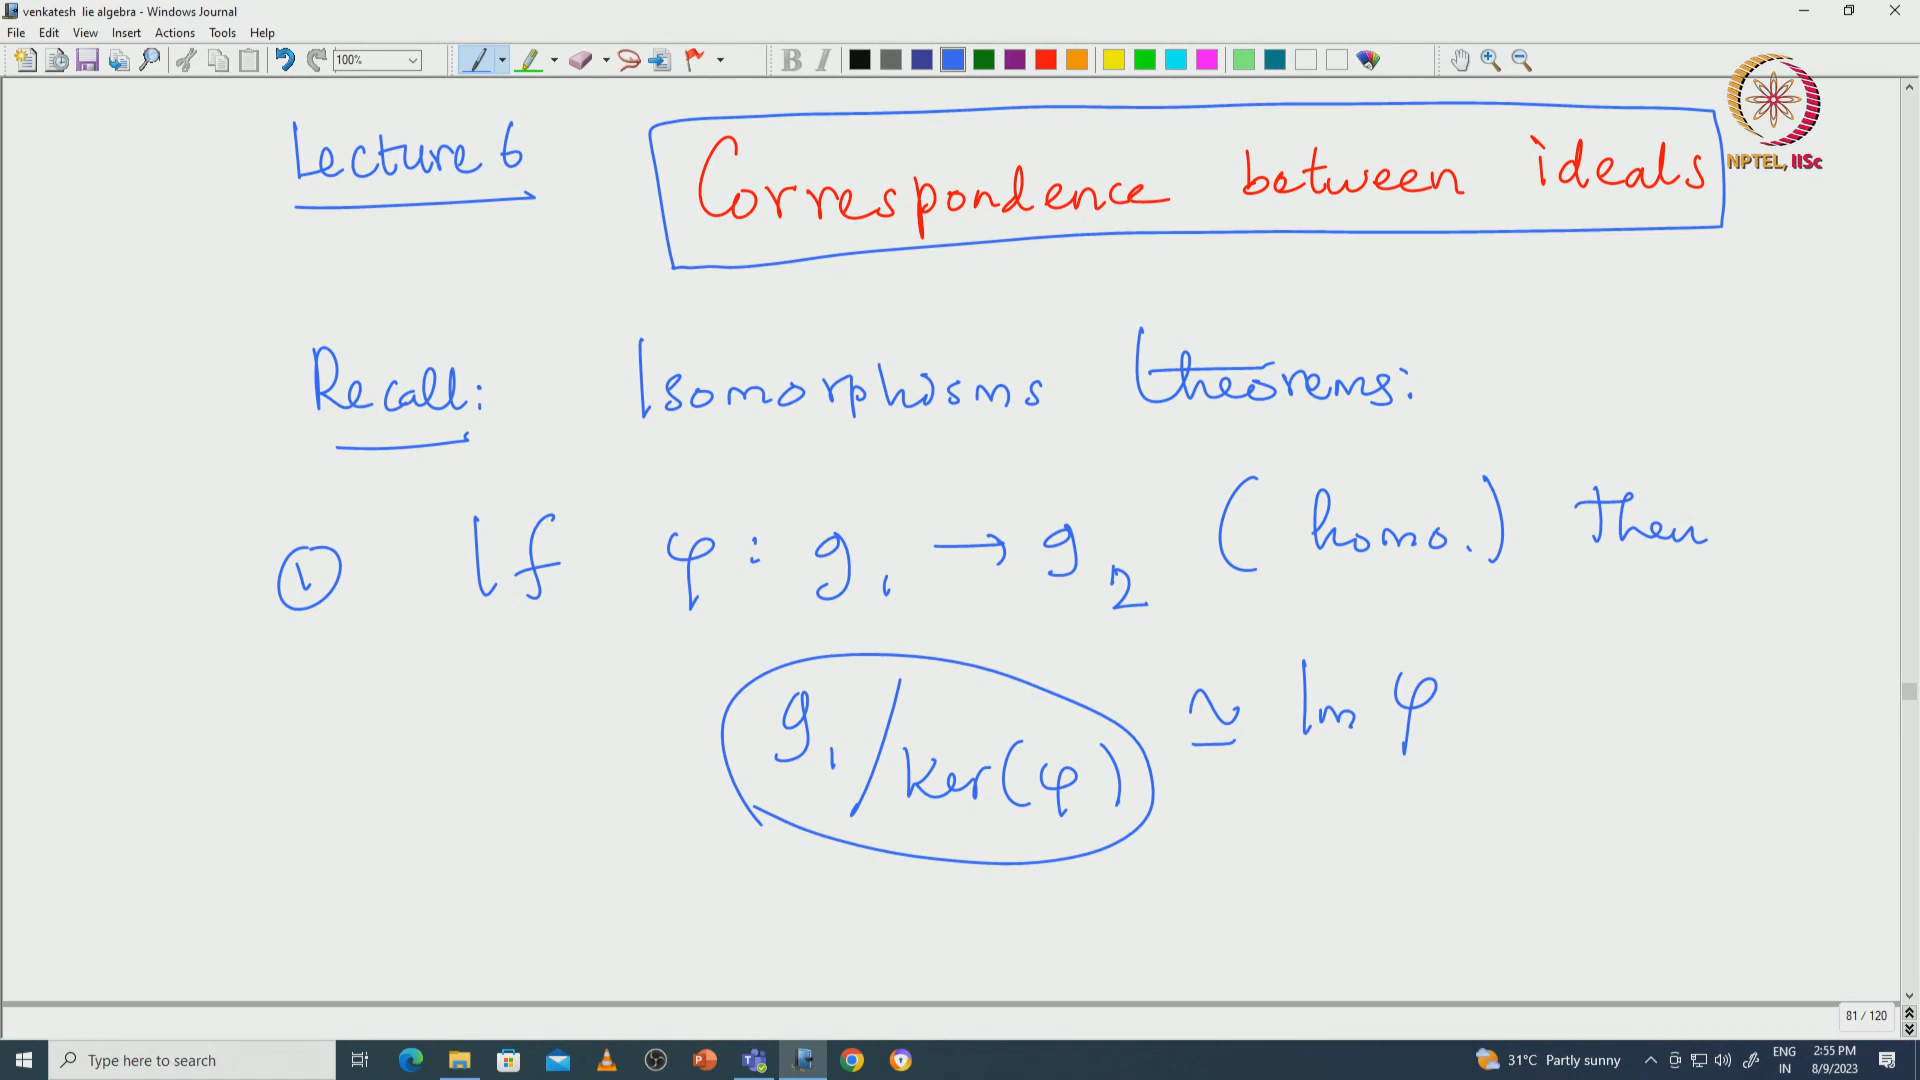 venkatesh lie algebra - Windows Journal
File Edit View Insert Actions Tools Help
100%
B I
NPTEL, IISc
Lecture 6
Correspondence between ideals
Recall: Isomorphisms theorems:
① If φ: g₁ → g₂ (homo.) then
g₁/ker(φ) ≃ Im φ
81 / 120
Type here to search
31°C Partly sunny
ENG
IN
2:55 PM
8/9/2023